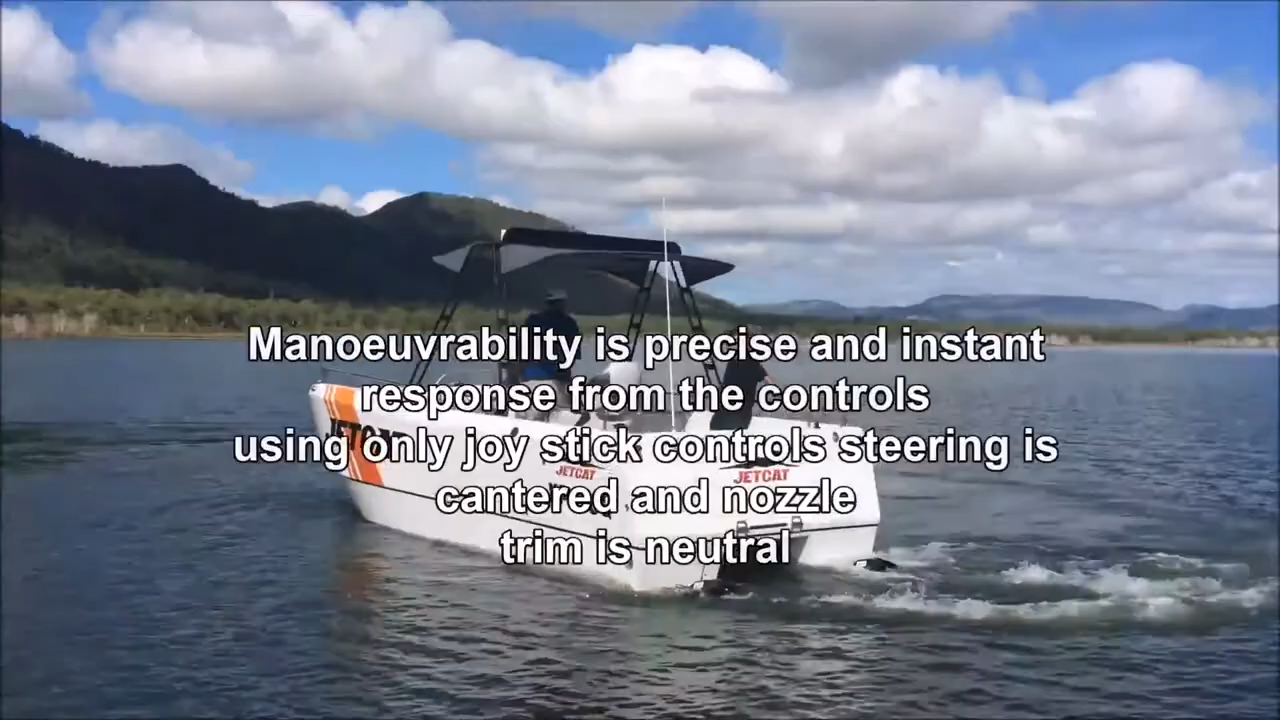 Manoeuvrability is precise and instant
response from the controls
using only joy stick controls steering is
cantered and nozzle
trim is neutral
JETCAT
JETCAT